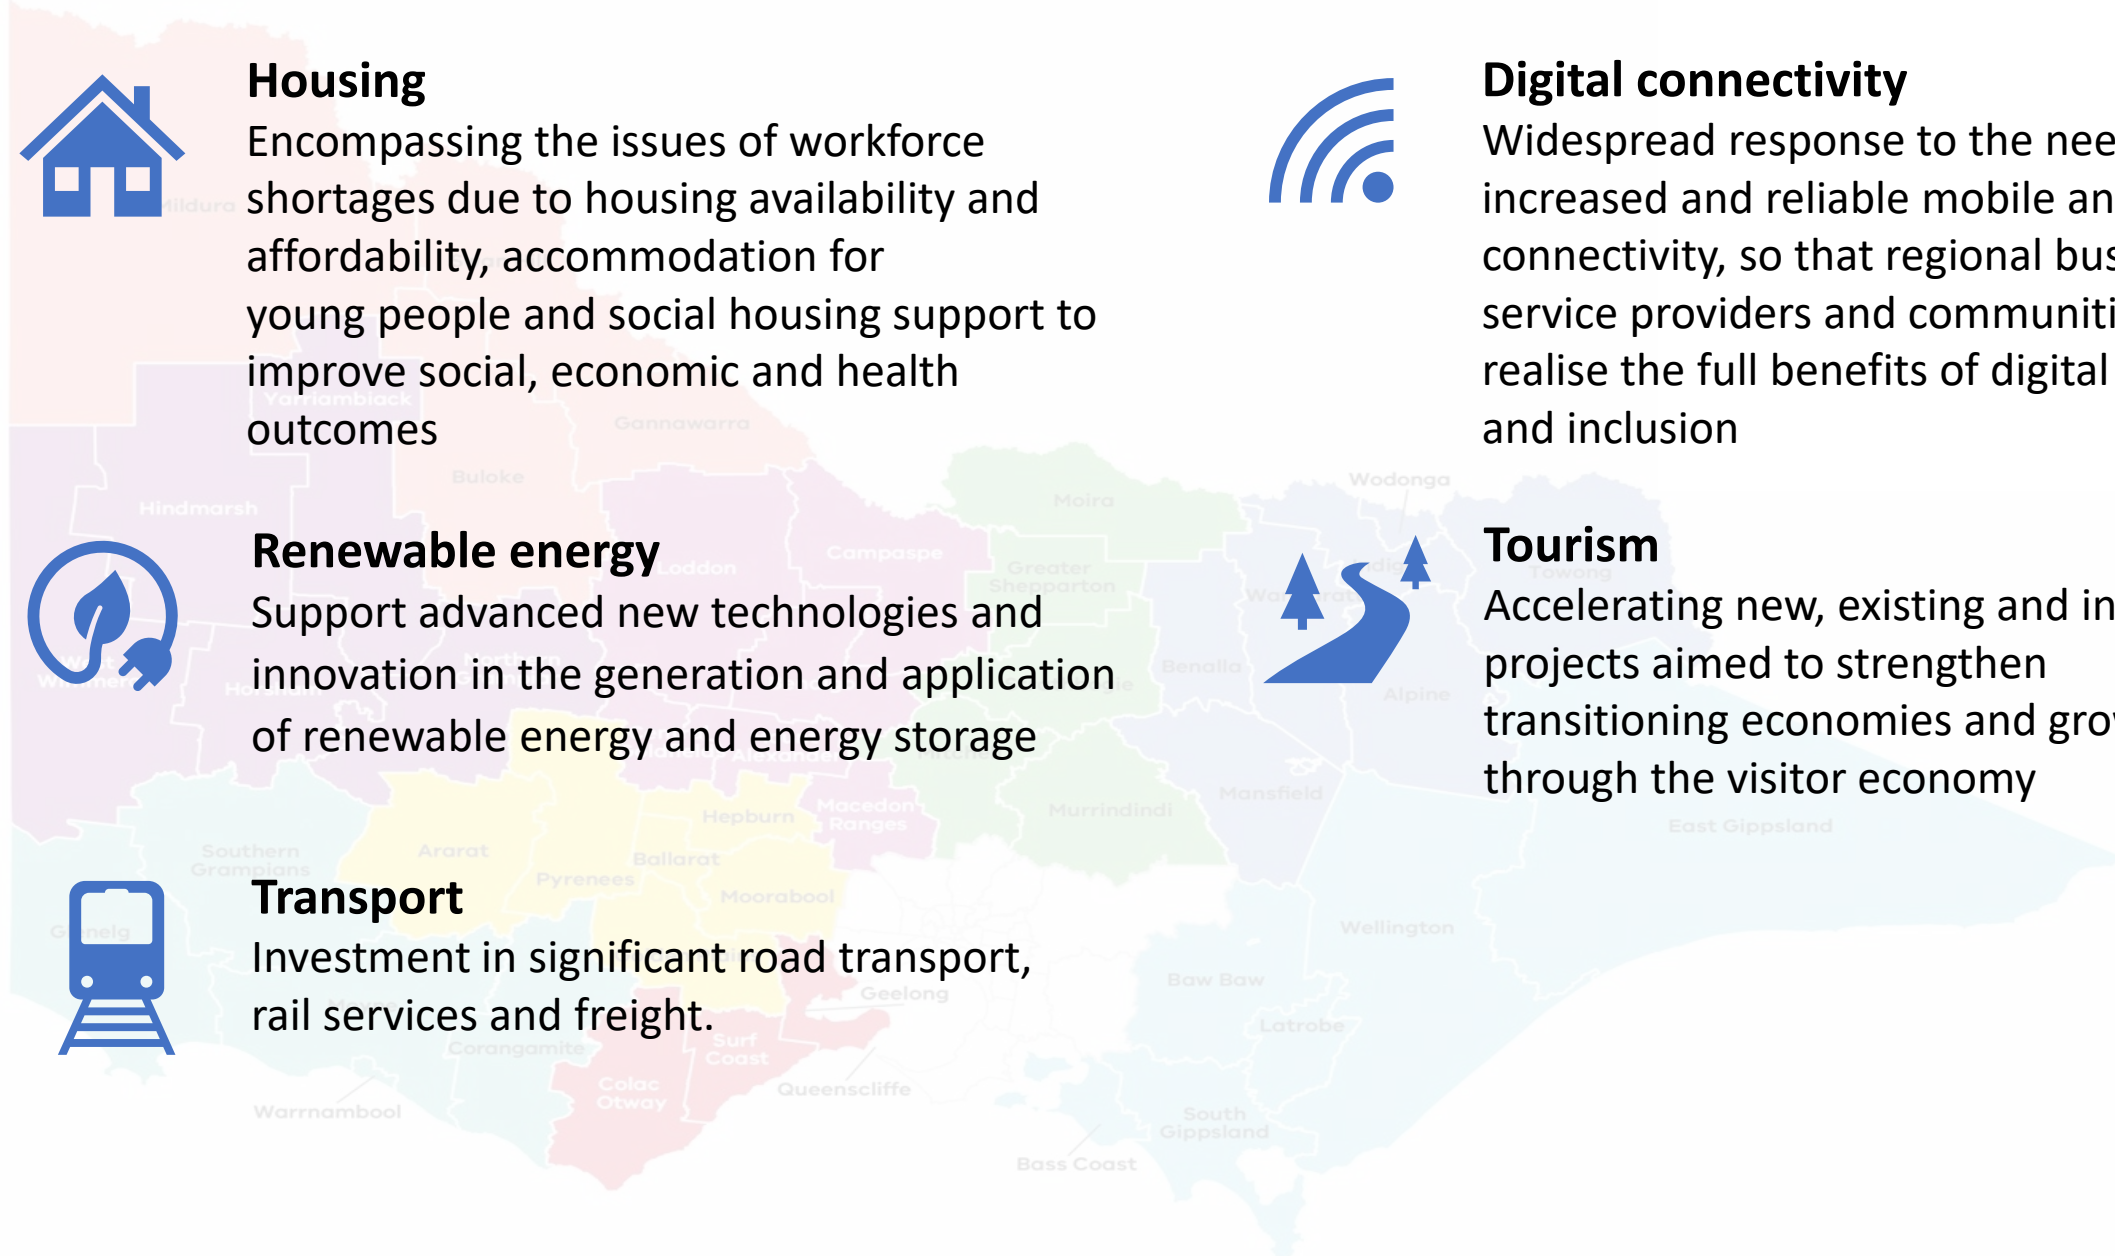 Housing
Encompassing the issues of workforce
shortages due to housing availability and
affordability, accommodation for
young people and social housing support to
improve social, economic and health
outcomes
Renewable energy
Support advanced new technologies and
innovation in the generation and application
of renewable energy and energy storage
Transport
Investment in significant road transport,
rail services and freight.
Digital connectivity
Widespread response to the nee
increased and reliable mobile an
connectivity, so that regional bus
service providers and communiti
realise the full benefits of digital
and inclusion
Tourism
Accelerating new, existing and in
projects aimed to strengthen
transitioning economies and grow
through the visitor economy
Mildura
Yarriambiack
Gannawarra
Buloke
Hindmarsh
Loddon
Campaspe
Moira
Greater
Shepparton
Wodonga
Towong
West
Wimmera
Horsham
Northern
Benalla
Alpine
Mansfield
Murrindindi
Macedon
Ranges
Hepburn
Southern
Grampians
Ararat
Pyrenees
Ballarat
Moorabool
East Gippsland
Wellington
Glenelg
Moyne
Corangamite
Warrnambool
Colac
Otway
Surf
Coast
Geelong
Queenscliffe
Baw Baw
Latrobe
South
Gippsland
Bass Coast